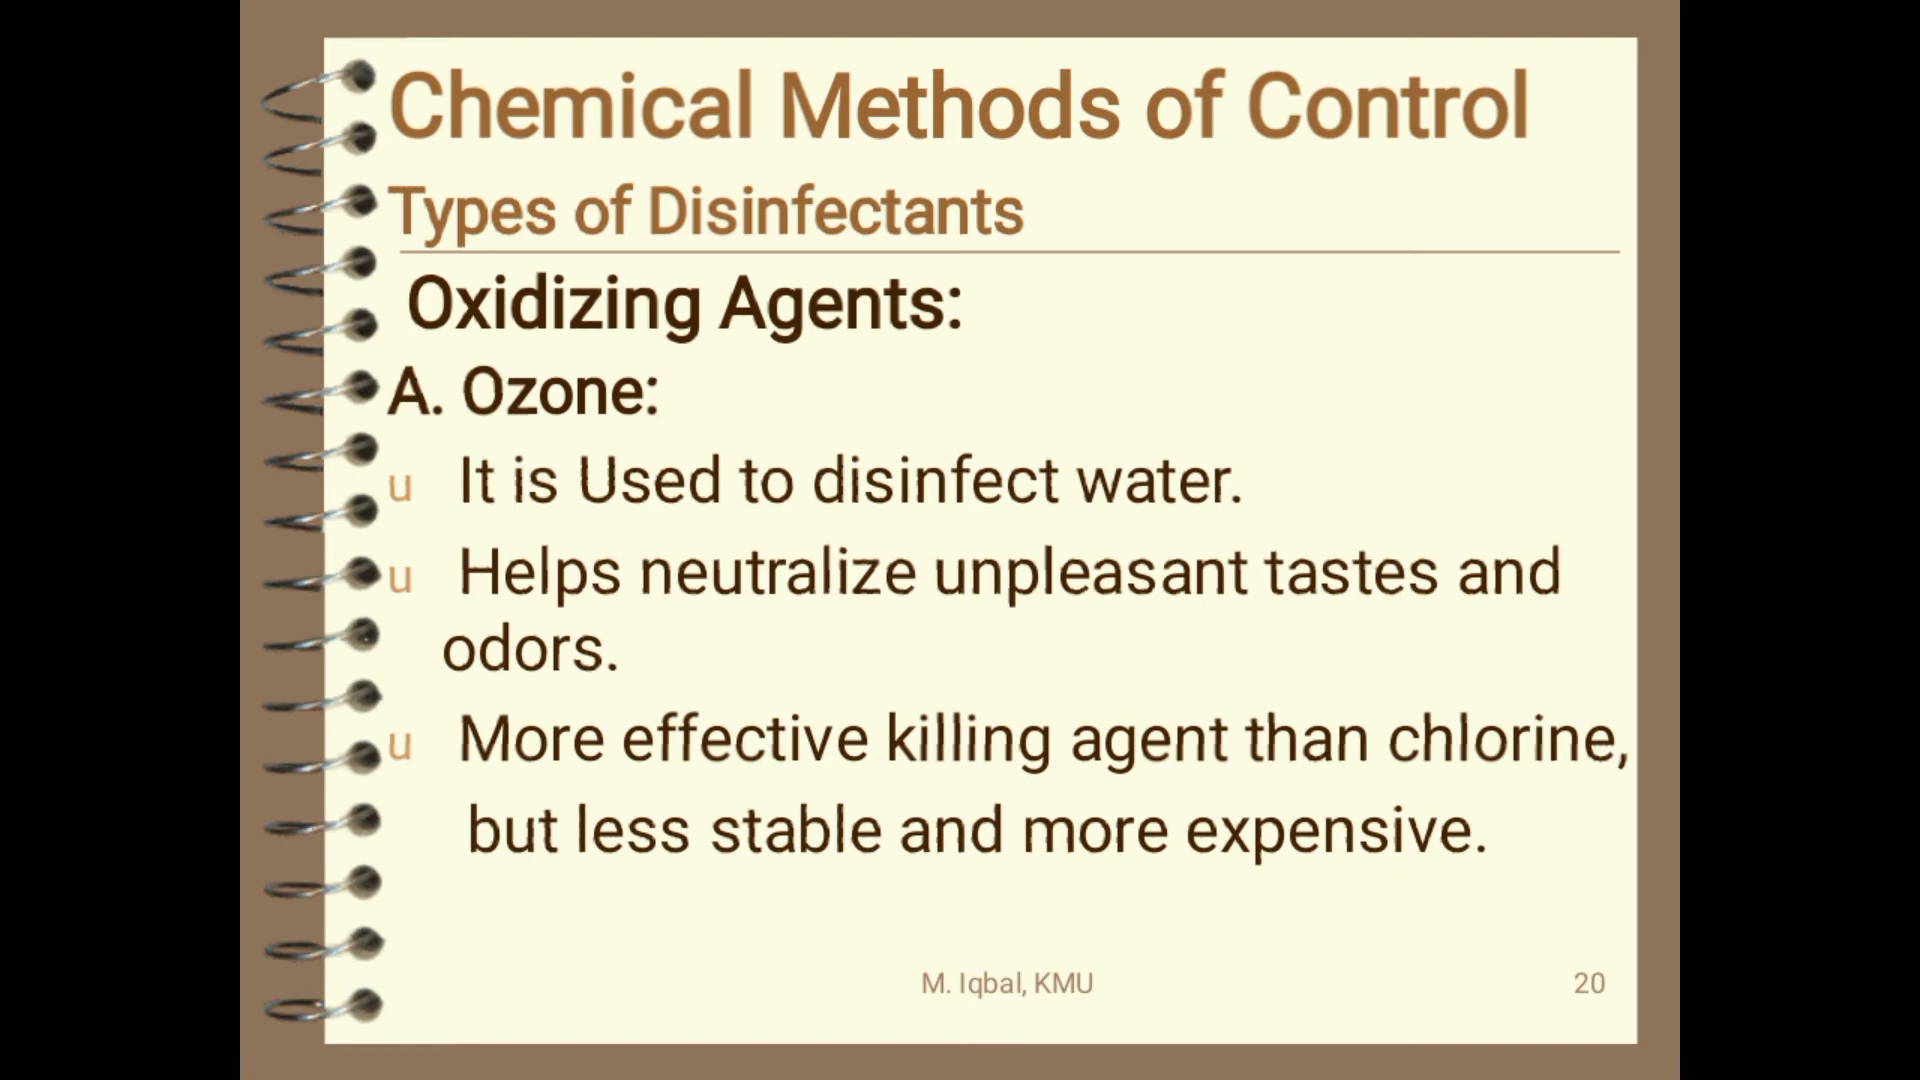 Chemical Methods of Control
Types of Disinfectants
Oxidizing Agents:
A. Ozone:
u It is Used to disinfect water.
u Helps neutralize unpleasant tastes and
odors.
u More effective killing agent than chlorine,
but less stable and more expensive.
M. Iqbal, KMU
20